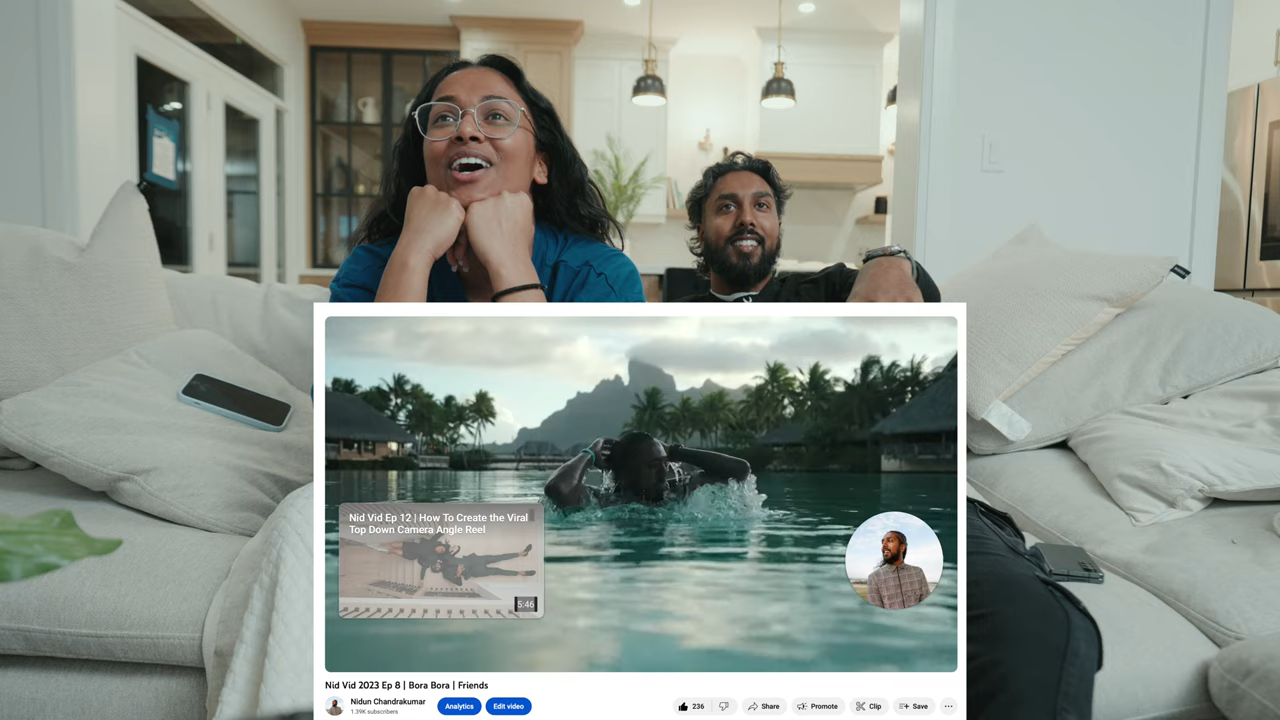 Nid Vid Ep 12 | How To Create the Viral
Top Down Camera Angle Reel
5:46
Nid Vid 2023 Ep 8 | Bora Bora | Friends
Nidun Chandrakumar
1.39K subscribers
Analytics
Edit video
236
Share
Promote
Clip
Save